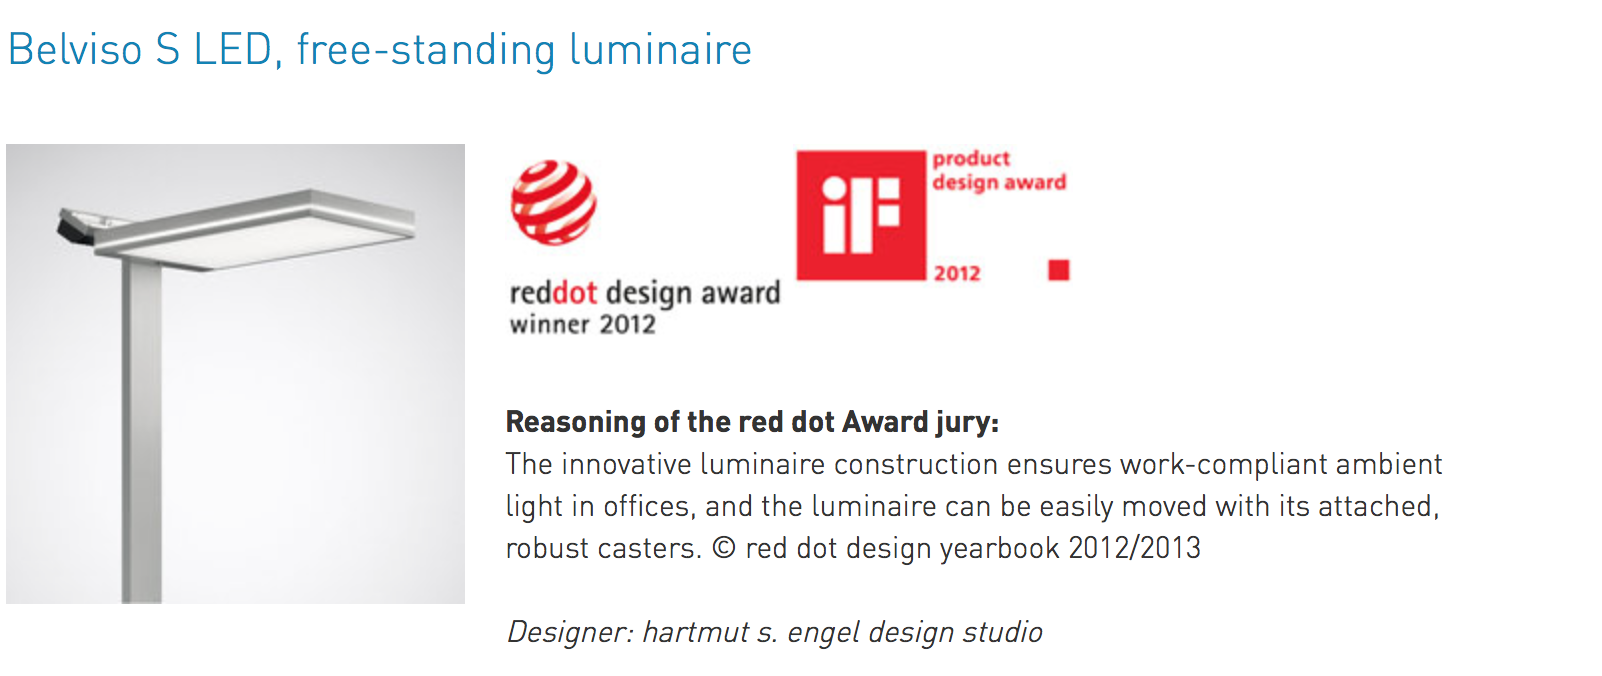 Belviso S LED, free-standing luminaire
reddot design award
winner 2012
iF
product
design award
2012
Reasoning of the red dot Award jury:
The innovative luminaire construction ensures work-compliant ambient
light in offices, and the luminaire can be easily moved with its attached,
robust casters. © red dot design yearbook 2012/2013
Designer: hartmut s. engel design studio